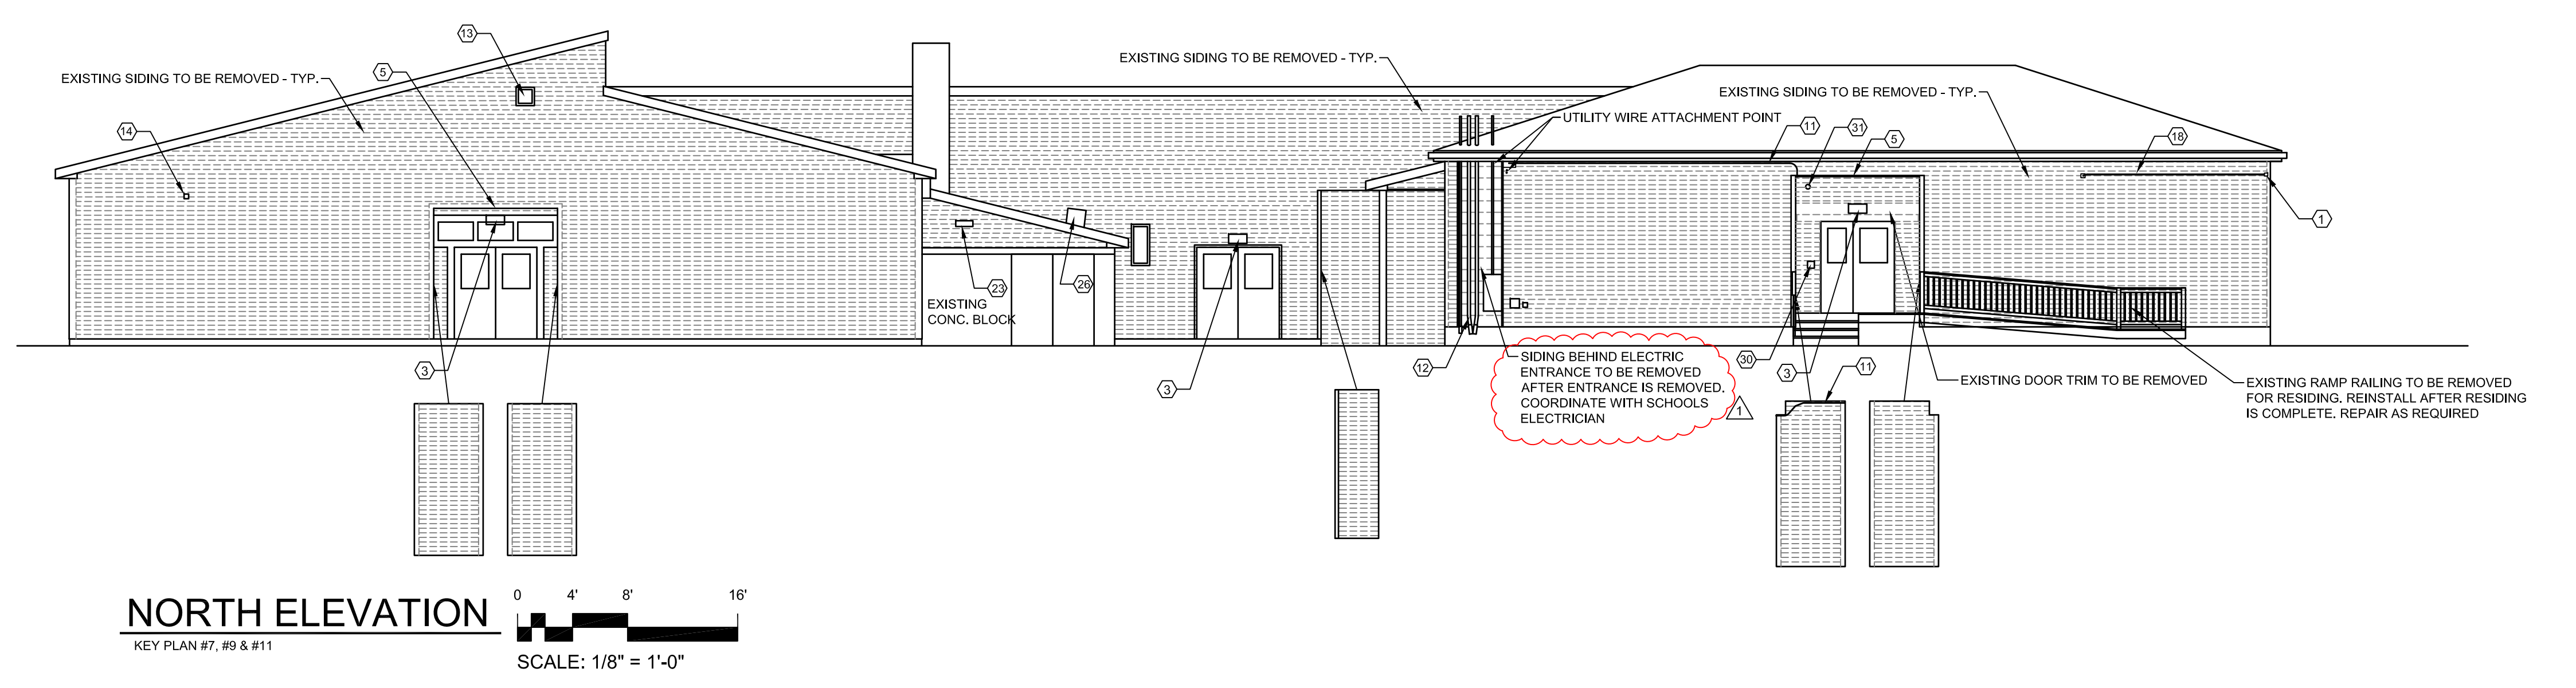 13
EXISTING SIDING TO BE REMOVED - TYP.
5
EXISTING SIDING TO BE REMOVED - TYP.
EXISTING SIDING TO BE REMOVED - TYP.
14
UTILITY WIRE ATTACHMENT POINT
11
31
5
18
1
23
26
EXISTING
CONC. BLOCK
3
3
12
SIDING BEHIND ELECTRIC
ENTRANCE TO BE REMOVED
AFTER ENTRANCE IS REMOVED.
COORDINATE WITH SCHOOLS
ELECTRICIAN
1
30
3
11
EXISTING DOOR TRIM TO BE REMOVED
EXISTING RAMP RAILING TO BE REMOVED
FOR RESIDING. REINSTALL AFTER RESIDING
IS COMPLETE. REPAIR AS REQUIRED
NORTH ELEVATION
KEY PLAN #7, #9 & #11
0 4' 8' 16'
SCALE: 1/8" = 1'-0"